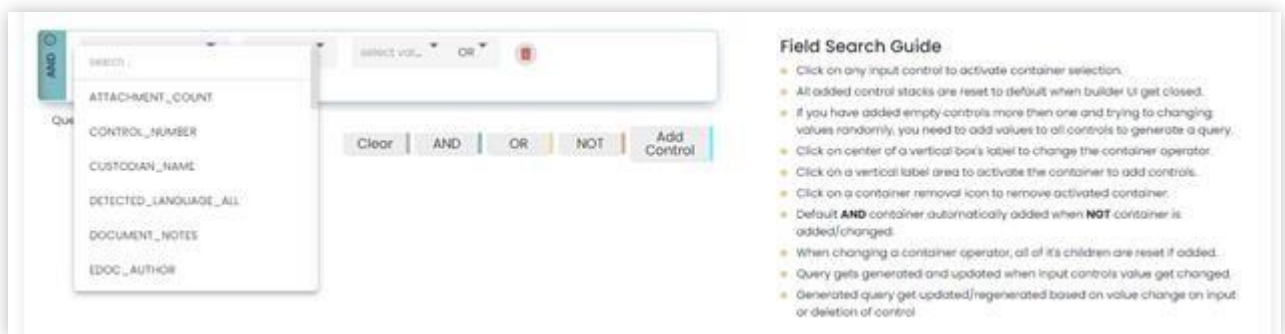 AND
search..
select val...
OR
ATTACHMENT_COUNT
CONTROL_NUMBER
CUSTODIAN_NAME
DETECTED_LANGUAGE_ALL
DOCUMENT_NOTES
EDOC_AUTHOR
Que
Clear
AND
OR
NOT
Add
Control
Field Search Guide
Click on any input control to activate container selection.
All added control stacks are reset to default when builder UI get closed.
If you have added empty controls more then one and trying to changing
values randomly, you need to add values to all controls to generate a query.
Click on center of a vertical box's label to change the container operator.
Click on a vertical label area to activate the container to add controls.
Click on a container removal icon to remove activated container.
Default AND container automatically added when NOT container is
added/changed.
When changing a container operator, all of it's children are reset if added.
Query gets generated and updated when input controls value get changed.
Generated query get updated/regenerated based on value change on input
or deletion of control